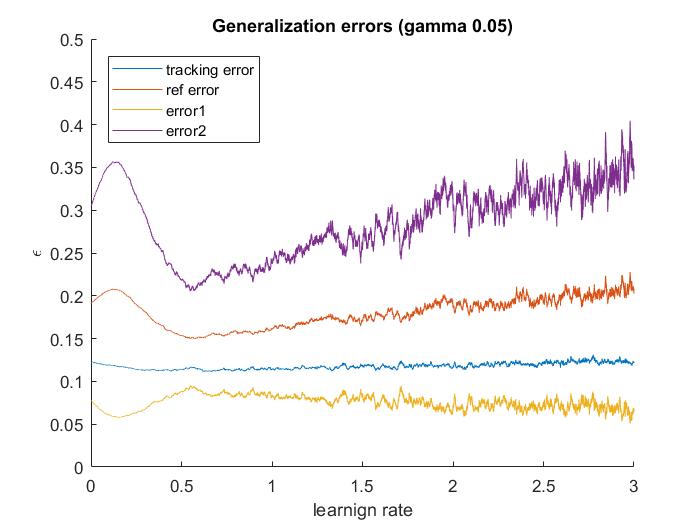 Generalization errors (gamma 0.05)
0.5
0.45
0.4
0.35
0.3
0.25
0.2
0.15
0.1
0.05
0
ϵ
tracking error
ref error
error1
error2
0 0.5 1 1.5 2 2.5 3
learnign rate